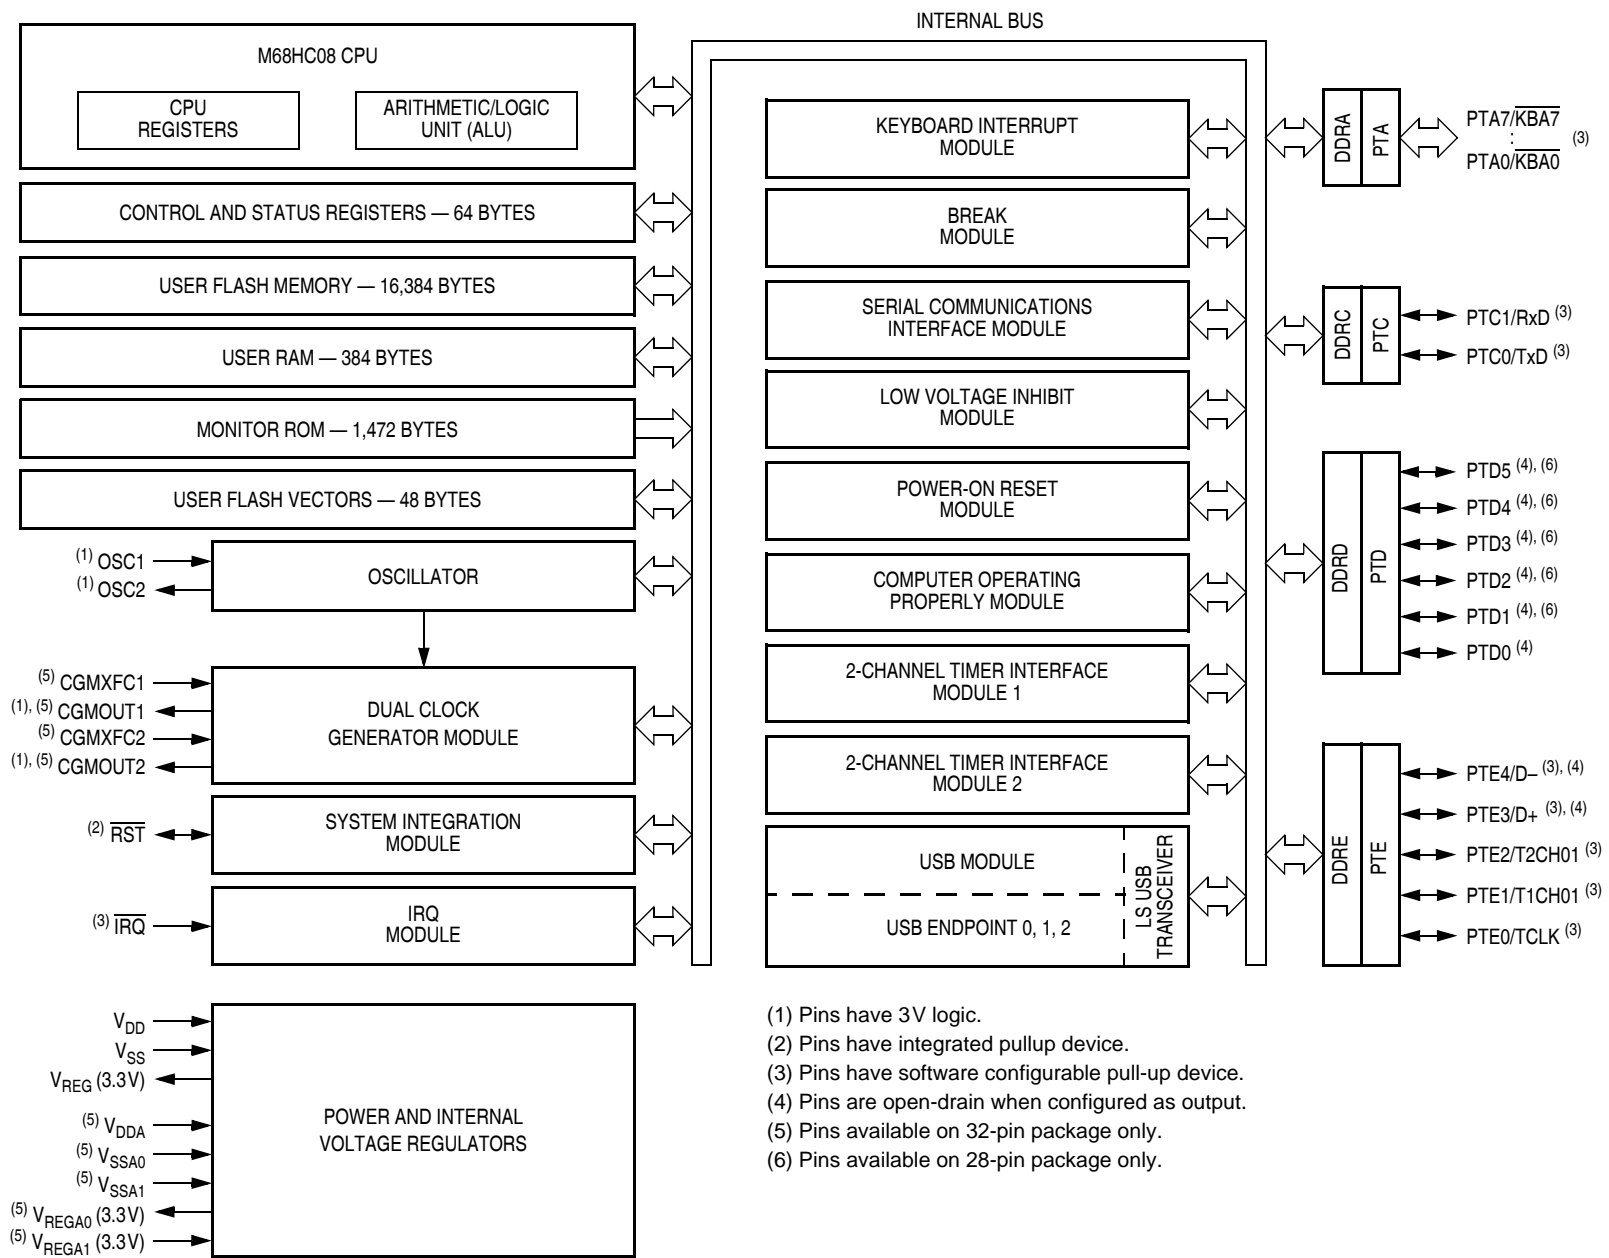 INTERNAL BUS
M68HC08 CPU
CPU
REGISTERS
ARITHMETIC/LOGIC
UNIT (ALU)
CONTROL AND STATUS REGISTERS — 64 BYTES
USER FLASH MEMORY — 16,384 BYTES
USER RAM — 384 BYTES
MONITOR ROM — 1,472 BYTES
USER FLASH VECTORS — 48 BYTES
(1) OSC1
(1) OSC2
OSCILLATOR
(5) CGMXFC1
(1), (5) CGMOUT1
(5) CGMXFC2
(1), (5) CGMOUT2
DUAL CLOCK
GENERATOR MODULE
(2) RST
SYSTEM INTEGRATION
MODULE
(3) IRQ
IRQ
MODULE
VDD
VSS
VREG (3.3V)
(5) VDDA
(5) VSSA0
(5) VSSA1
(5) VREGA0 (3.3V)
(5) VREGA1 (3.3V)
POWER AND INTERNAL
VOLTAGE REGULATORS
KEYBOARD INTERRUPT
MODULE
BREAK
MODULE
SERIAL COMMUNICATIONS
INTERFACE MODULE
LOW VOLTAGE INHIBIT
MODULE
POWER-ON RESET
MODULE
COMPUTER OPERATING
PROPERLY MODULE
2-CHANNEL TIMER INTERFACE
MODULE 1
2-CHANNEL TIMER INTERFACE
MODULE 2
USB MODULE
USB ENDPOINT 0, 1, 2
LS USB
TRANSCEIVER
DDRA
PTA
PTA7/KBA7
:
PTA0/KBA0
(3)
DDRC
PTC
PTC1/RxD (3)
PTC0/TxD (3)
DDRD
PTD
PTD5 (4), (6)
PTD4 (4), (6)
PTD3 (4), (6)
PTD2 (4), (6)
PTD1 (4), (6)
PTD0 (4)
DDRE
PTE
PTE4/D– (3), (4)
PTE3/D+ (3), (4)
PTE2/T2CH01 (3)
PTE1/T1CH01 (3)
PTE0/TCLK (3)
(1) Pins have 3V logic.
(2) Pins have integrated pullup device.
(3) Pins have software configurable pull-up device.
(4) Pins are open-drain when configured as output.
(5) Pins available on 32-pin package only.
(6) Pins available on 28-pin package only.